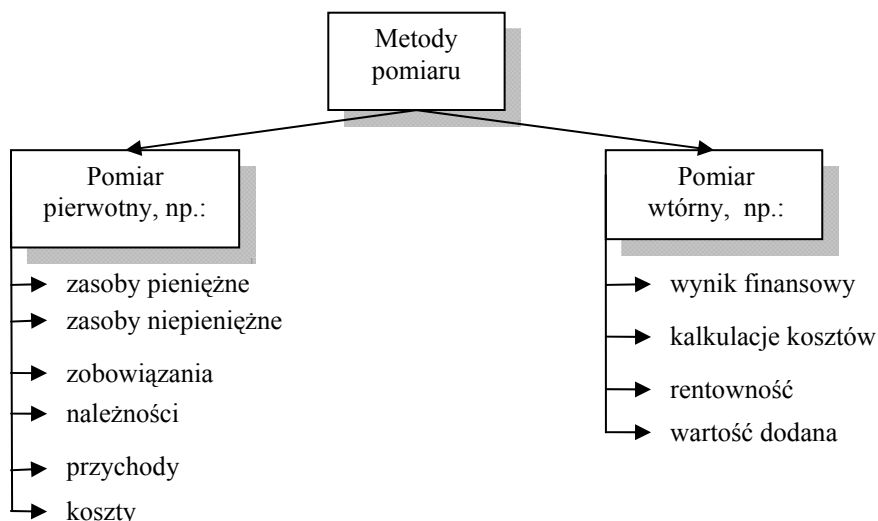 Metody
pomiaru
Pomiar
pierwotny, np.:
zasoby pieniężne
zasoby niepieniężne
zobowiązania
należności
przychody
koszty
Pomiar
wtórny, np.:
wynik finansowy
kalkulacje kosztów
rentowność
wartość dodana